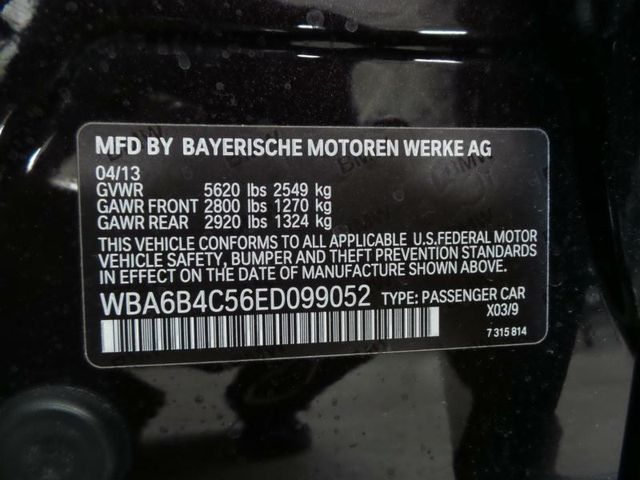 MFD BY BAYERISCHE MOTOREN WERKE AG
04/13
GVWR 5620 lbs 2549 kg
GAWR FRONT 2800 lbs 1270 kg
GAWR REAR 2920 lbs 1324 kg
THIS VEHICLE CONFORMS TO ALL APPLICABLE U.S.FEDERAL MOTOR
VEHICLE SAFETY, BUMPER AND THEFT PREVENTION STANDARDS
IN EFFECT ON THE DATE OF MANUFACTURE SHOWN ABOVE.
WBA6B4C56ED099052 TYPE: PASSENGER CAR
X03/9
7 315 814